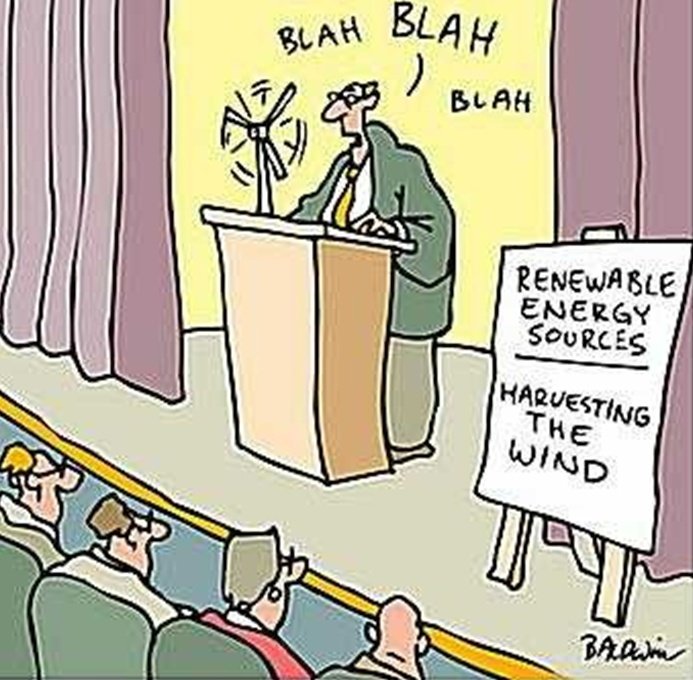 BLAH BLAH
BLAH
RENEWABLE
ENERGY
SOURCES
HARVESTING
THE
WIND
BALDWIN